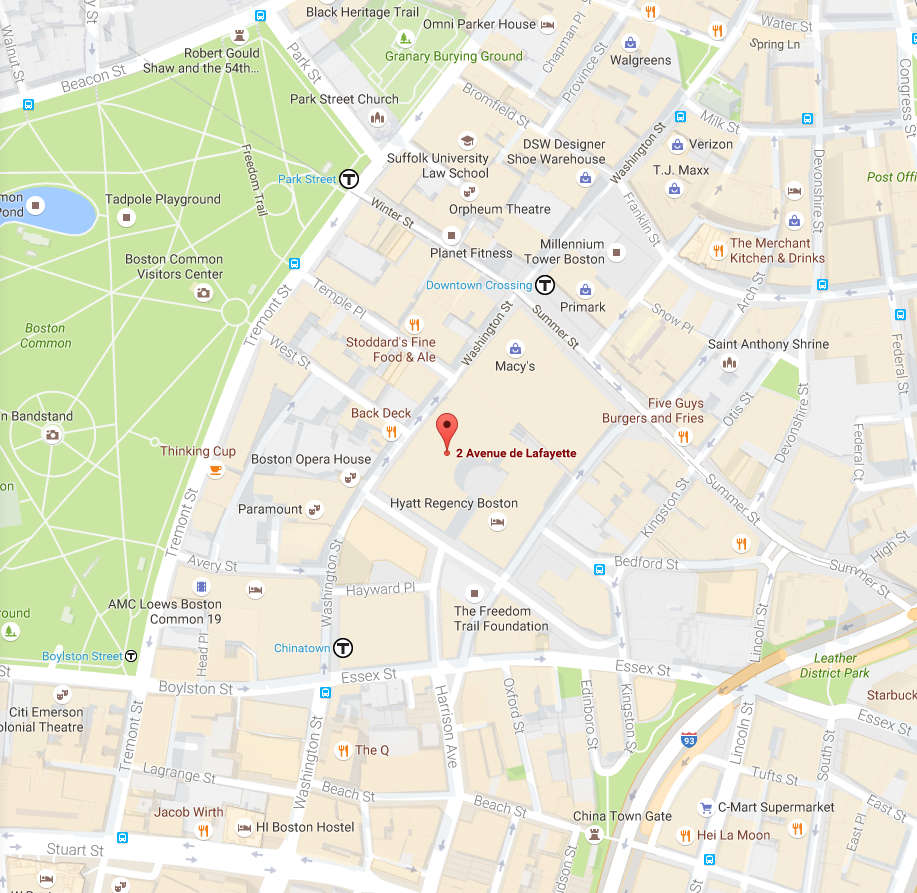 Walnut St
y St
Black Heritage Trail
Omni Parker House
Robert Gould
Shaw and the 54th...
Park St
Granary Burying Ground
Chapman Pl
Province St
Walgreens
Water St
Spring Ln
Congress St
Beacon St
Park Street Church
Bromfield St
Milk St
Freedom Trail
Suffolk University
Law School
DSW Designer
Shoe Warehouse
Washington St
Verizon
T.J. Maxx
Devonshire St
Post Offi
Park Street
T
mon
Pond
Tadpole Playground
Orpheum Theatre
Winter St
Franklin St
Planet Fitness
Millennium
Tower Boston
The Merchant
Kitchen & Drinks
Boston Common
Visitors Center
Downtown Crossing
T
Primark
Arch St
Tremont St
Temple Pl
Snow Pl
Summer St
Boston
Common
Stoddard's Fine
Food & Ale
Washington St
Macy's
Saint Anthony Shrine
Federal St
West St
Five Guys
Burgers and Fries
Otis St
Devonshire St
n Bandstand
Back Deck
Thinking Cup
Boston Opera House
2 Avenue de Lafayette
Federal Ct
on
Paramount
Hyatt Regency Boston
Kingston St
Summer St
Tremont St
High St
Avery St
Washington St
Hayward Pl
Bedford St
Summer St
AMC Loews Boston
Common 19
The Freedom
Trail Foundation
Lincoln St
round
Head Pl
Chinatown
T
Boylston Street
T
Leather
District Park
St
Boylston St
Essex St
Essex St
Starbuck
Citi Emerson
olonial Theatre
Tremont St
Harrison Ave
Oxford St
Edinboro St
Kingston St
Essex St
93
Lincoln St
South St
The Q
Washington St
Lagrange St
Beach St
Beach St
Tufts St
East St
Jacob Wirth
HI Boston Hostel
China Town Gate
C-Mart Supermarket
Hei La Moon
East Pl
Stuart St
udson St